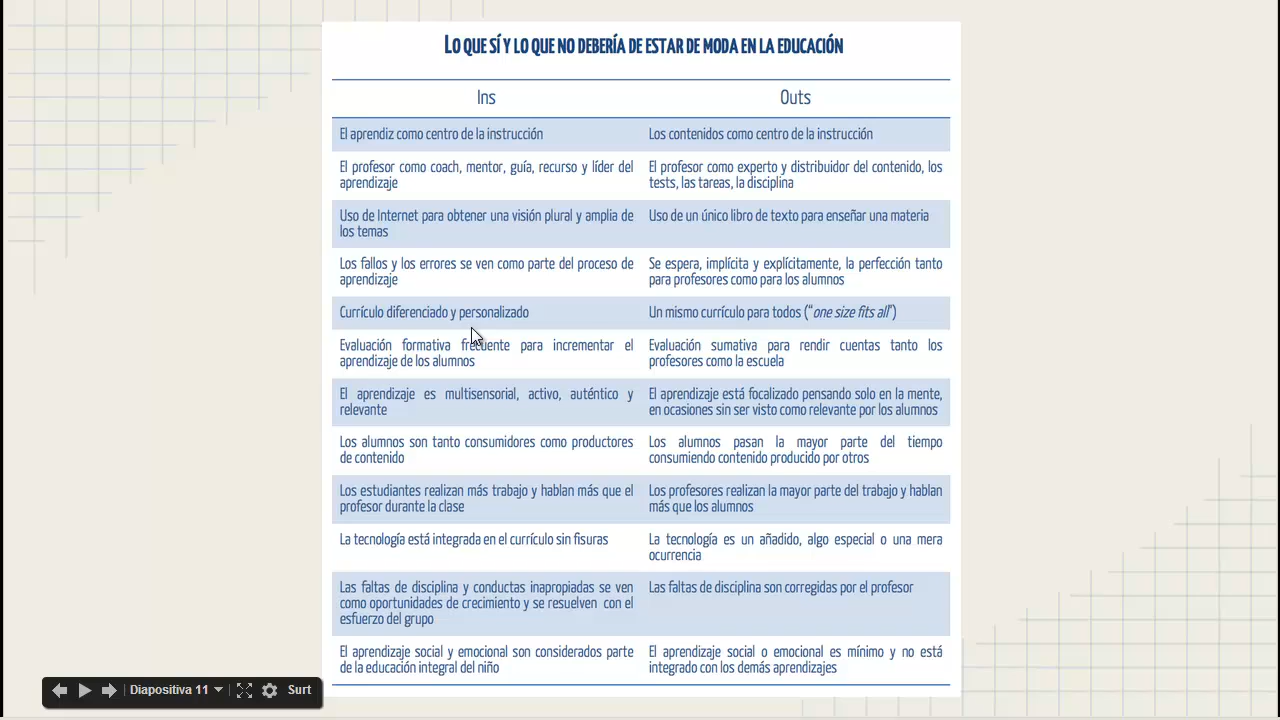 LO QUE SÍ Y LO QUE NO DEBERÍA DE ESTAR DE MODA EN LA EDUCACIÓN
Ins
Outs
El aprendiz como centro de la instrucción
Los contenidos como centro de la instrucción
El profesor como coach, mentor, guía, recurso y líder del
aprendizaje
El profesor como experto y distribuidor del contenido, los
tests, las tareas, la disciplina
Uso de Internet para obtener una visión plural y amplia de
los temas
Uso de un único libro de texto para enseñar una materia
Los fallos y los errores se ven como parte del proceso de
aprendizaje
Se espera, implícita y explícitamente, la perfección tanto
para profesores como para los alumnos
Currículo diferenciado y personalizado
Un mismo currículo para todos ("one size fits all")
Evaluación formativa frecuente para incrementar el
aprendizaje de los alumnos
Evaluación sumativa para rendir cuentas tanto los
profesores como la escuela
El aprendizaje es multisensorial, activo, auténtico y
relevante
El aprendizaje está focalizado pensando solo en la mente,
en ocasiones sin ser visto como relevante por los alumnos
Los alumnos son tanto consumidores como productores
de contenido
Los alumnos pasan la mayor parte del tiempo
consumiendo contenido producido por otros
Los estudiantes realizan más trabajo y hablan más que el
profesor durante la clase
Los profesores realizan la mayor parte del trabajo y hablan
más que los alumnos
La tecnología está integrada en el currículo sin fisuras
La tecnología es un añadido, algo especial o una mera
ocurrencia
Las faltas de disciplina y conductas inapropiadas se ven
como oportunidades de crecimiento y se resuelven con el
esfuerzo del grupo
Las faltas de disciplina son corregidas por el profesor
El aprendizaje social y emocional son considerados parte
de la educación integral del niño
El aprendizaje social o emocional es mínimo y no está
integrado con los demás aprendizajes
Diapositiva 11
Surt